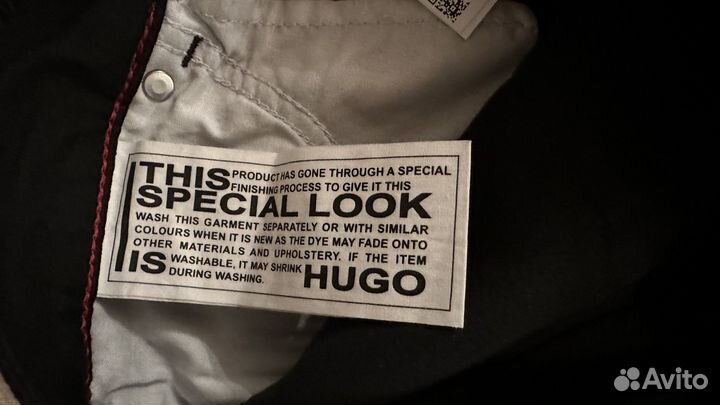 THIS PRODUCT HAS GONE THROUGH A SPECIAL
FINISHING PROCESS TO GIVE IT THIS
SPECIAL LOOK
WASH THIS GARMENT SEPARATELY OR WITH SIMILAR
COLOURS WHEN IT IS NEW AS THE DYE MAY FADE ONTO
OTHER MATERIALS AND UPHOLSTERY. IF THE ITEM
IS WASHABLE, IT MAY SHRINK
DURING WASHING.
HUGO
Avito